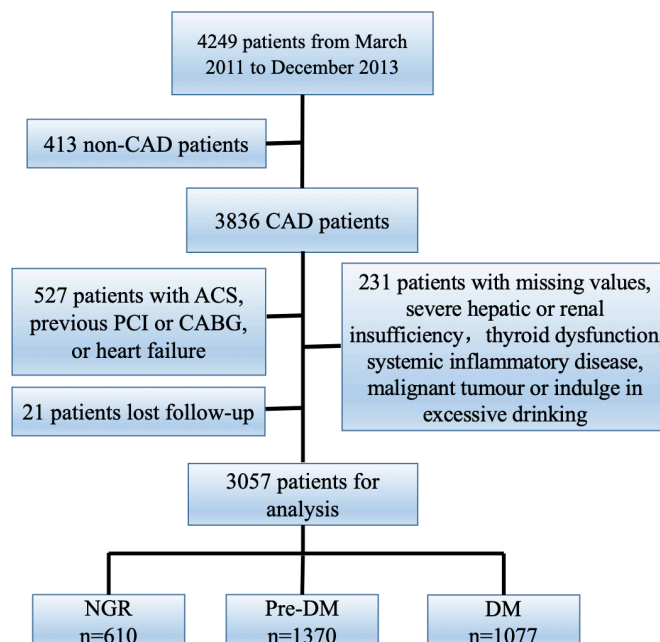 4249 patients from March
2011 to December 2013
413 non-CAD patients
3836 CAD patients
527 patients with ACS,
previous PCI or CABG,
or heart failure
231 patients with missing values,
severe hepatic or renal
insufficiency，thyroid dysfunction,
systemic inflammatory disease,
malignant tumour or indulge in
excessive drinking
21 patients lost follow-up
3057 patients for
analysis
NGR
n=610
Pre-DM
n=1370
DM
n=1077